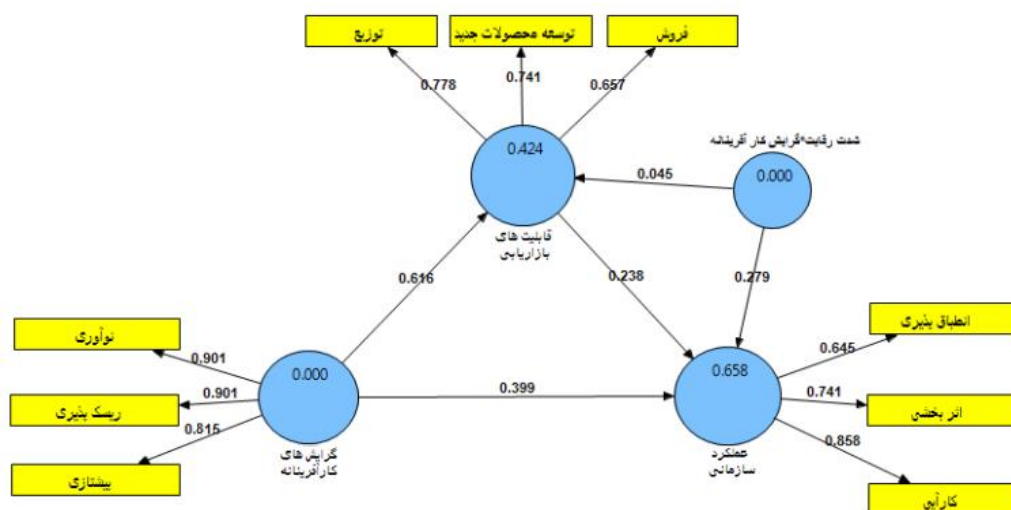 توزیع
توسعه محصولات جدید
فروش
0.778
0.741
0.657
0.424
شدت رقابت*گرایش کار آفرینانه
0.000
0.045
قابلیت های
بازاریابی
0.616
0.238
0.279
نوآوری
0.901
ریسک پذیری
0.901
پیشتازی
0.815
0.000
گرایش های
کارآفرینانه
0.399
0.658
عملکرد
سازمانی
انطباق پذیری
0.645
اثر بخشی
0.741
کارآیی
0.858